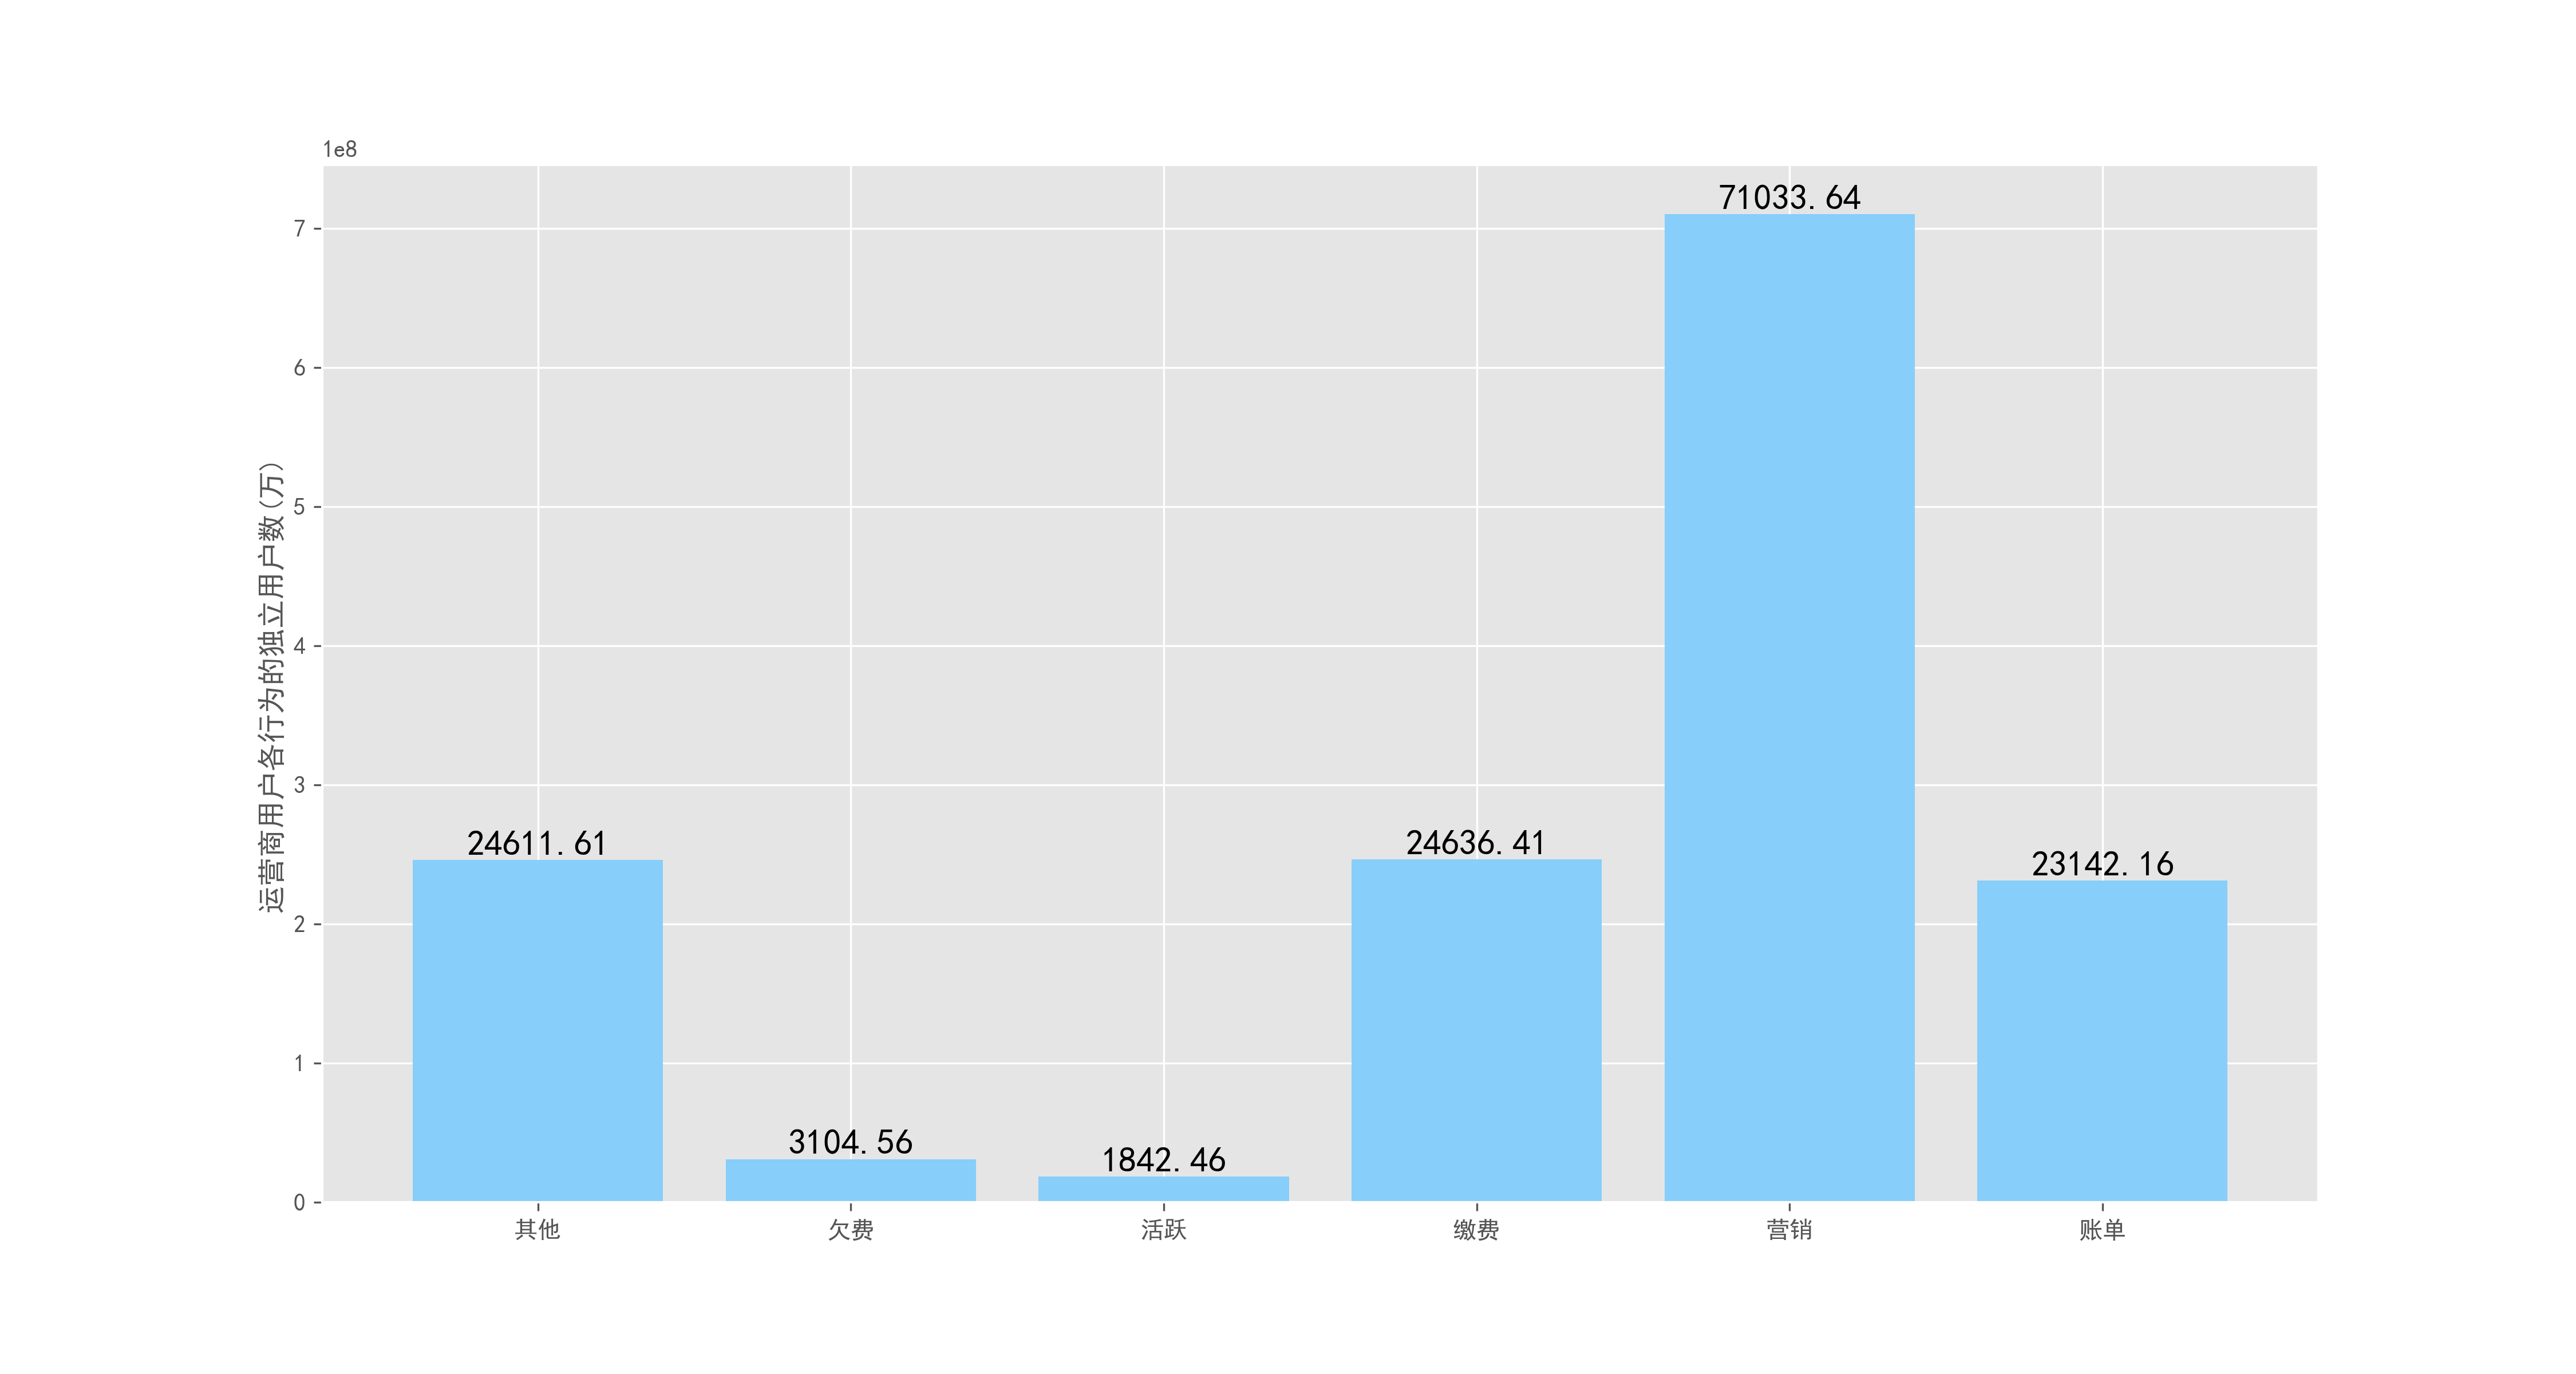 1e8
运营商用户各行为的独立用户数(万)
7
6
5
4
3
2
1
0
24611.61
3104.56
1842.46
24636.41
71033.64
23142.16
其他
欠费
活跃
缴费
营销
账单